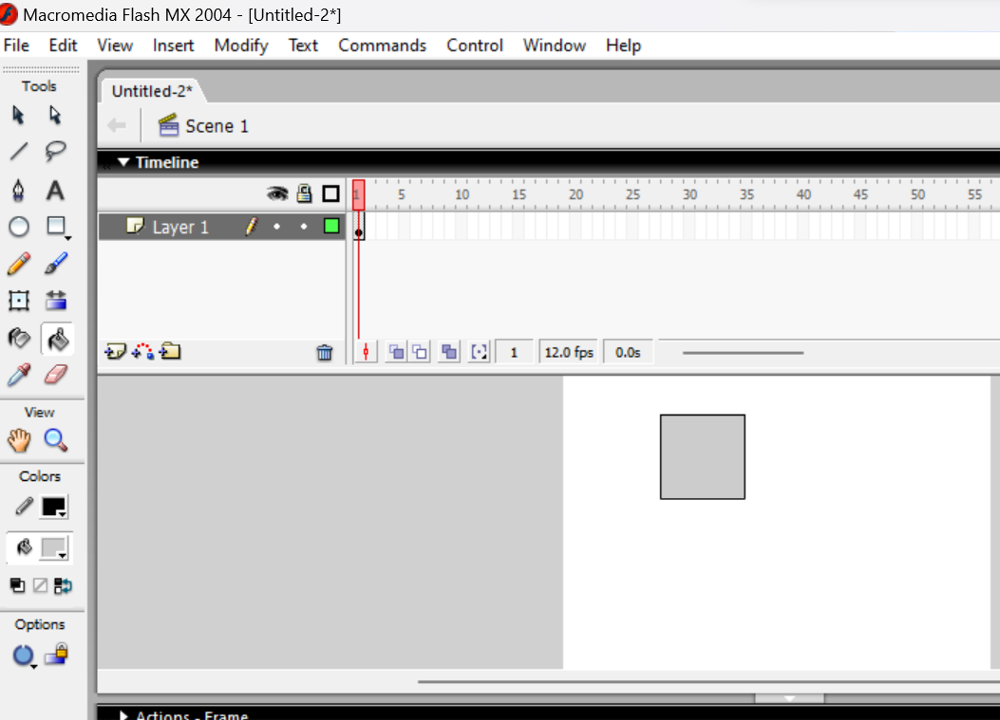 Macromedia Flash MX 2004 - [Untitled-2*]
File Edit View Insert Modify Text Commands Control Window Help
Tools
Untitled-2*
Scene 1
Timeline
1 5 10 15 20 25 30 35 40 45 50 55
Layer 1
A
1 12.0 fps 0.0s
View
Colors
Options
Actions - Frame